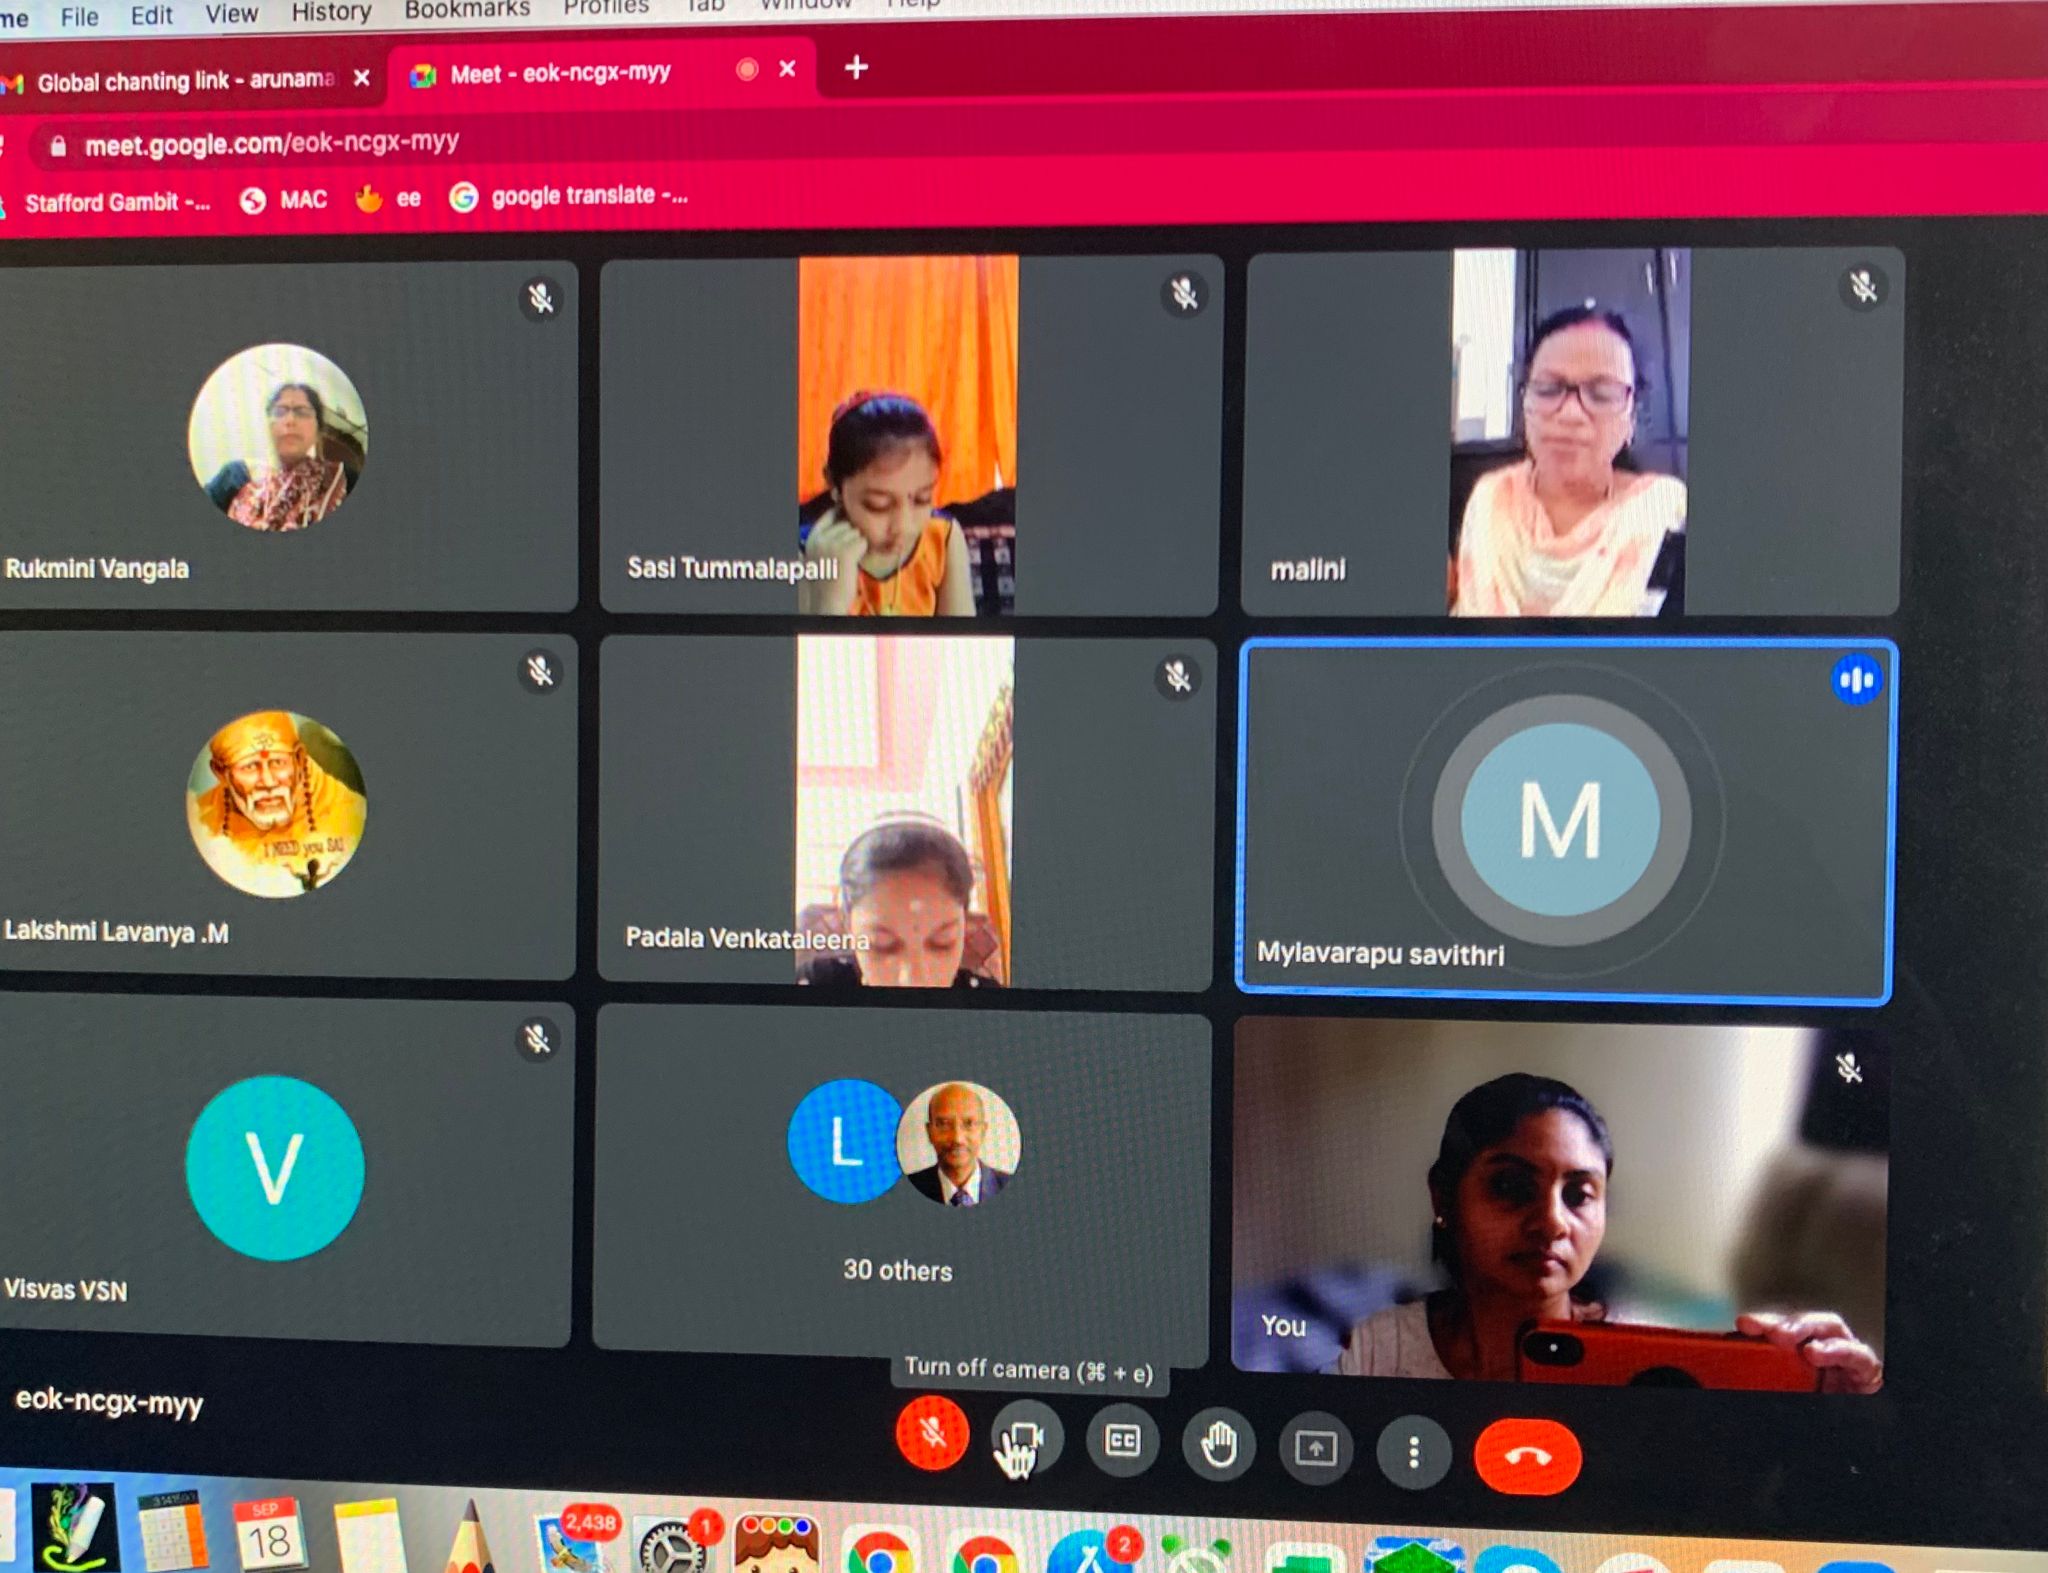 File Edit View History Bookmarks Profiles Tab Window Help
Global chanting link - arunama
Meet - eok-ncgx-myy
meet.google.com/eok-ncgx-myy
Stafford Gambit -...
MAC
ee
google translate -...
Rukmini Vangala
Sasi Tummalapalli
malini
I NEED you SAI
Lakshmi Lavanya .M
Padala Venkataleena
M
Mylavarapu savithri
V
Visvas VSN
L
30 others
You
Turn off camera (⌘ + e)
eok-ncgx-myy
CC
SEP
18
2,438
1
2